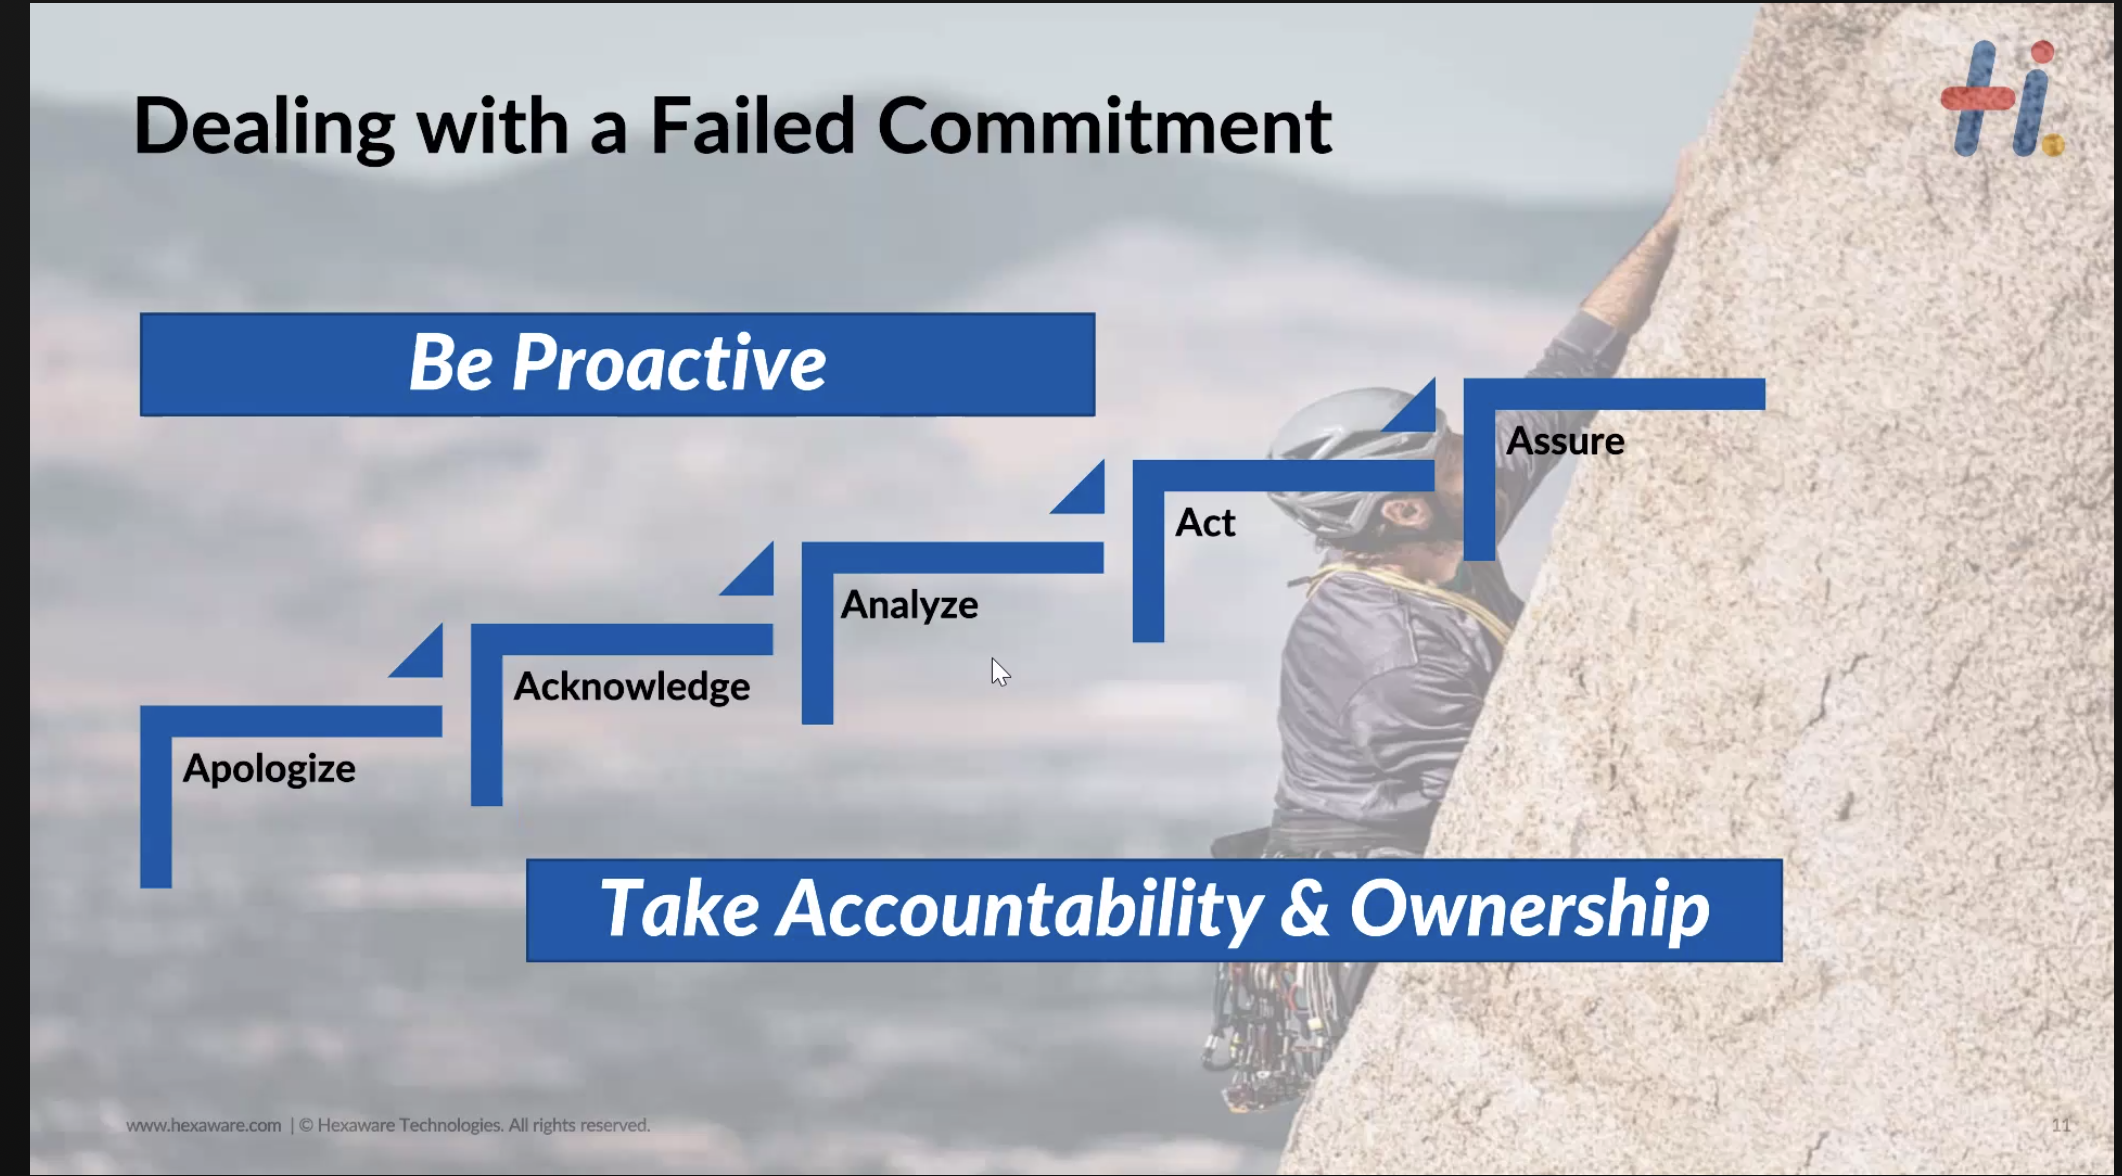 Dealing with a Failed Commitment
Hi.
Be Proactive
Assure
Act
Analyze
Acknowledge
Apologize
Take Accountability & Ownership
www.hexaware.com | © Hexaware Technologies. All rights reserved.
11